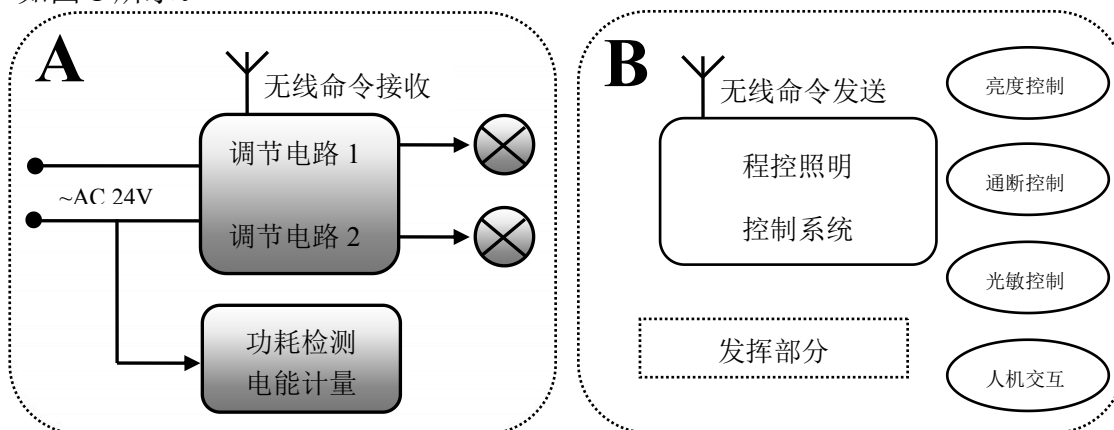 A
无线命令接收
调节电路 1
~AC 24V
调节电路 2
功耗检测
电能计量
B
无线命令发送
程控照明
控制系统
发挥部分
亮度控制
通断控制
光敏控制
人机交互